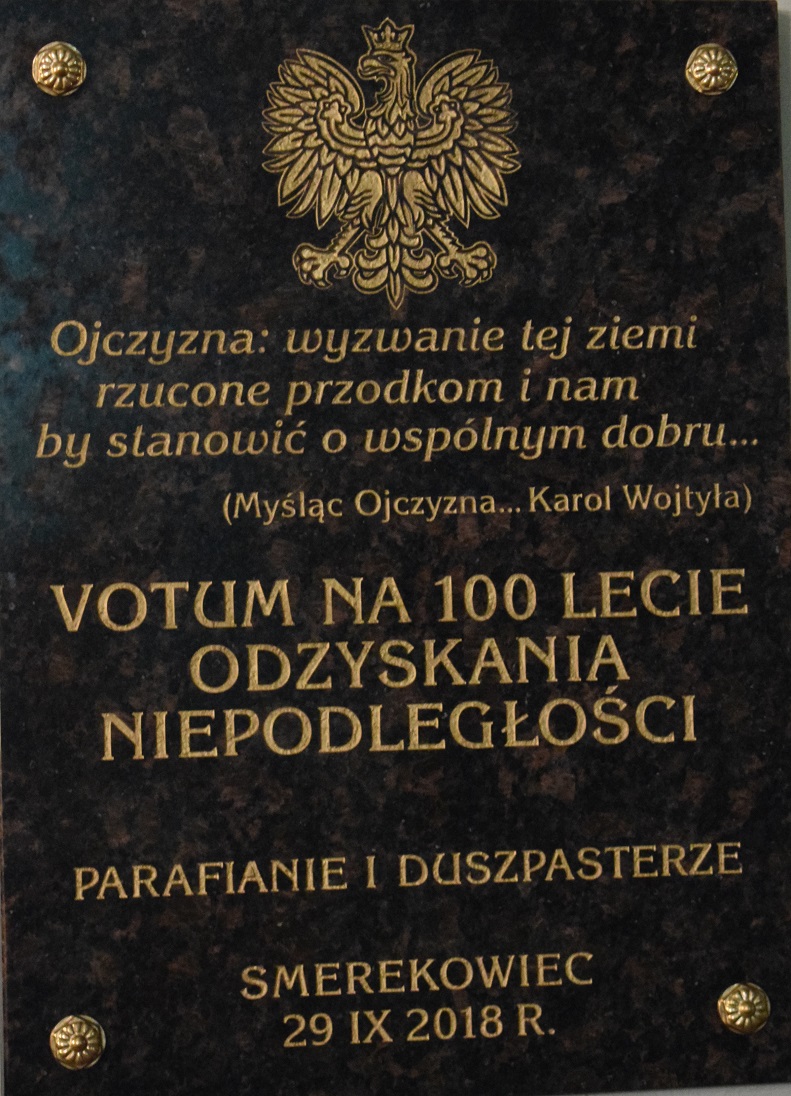 Ojczyzna: wyzwanie tej ziemi
rzucone przodkom i nam
by stanowić o wspólnym dobru...
(Myśląc Ojczyzna... Karol Wojtyła)
VOTUM NA 100 LECIE
ODZYSKANIA
NIEPODLEGŁOŚCI
PARAFIANIE I DUSZPASTERZE
SMEREKOWIEC
29 IX 2018 R.